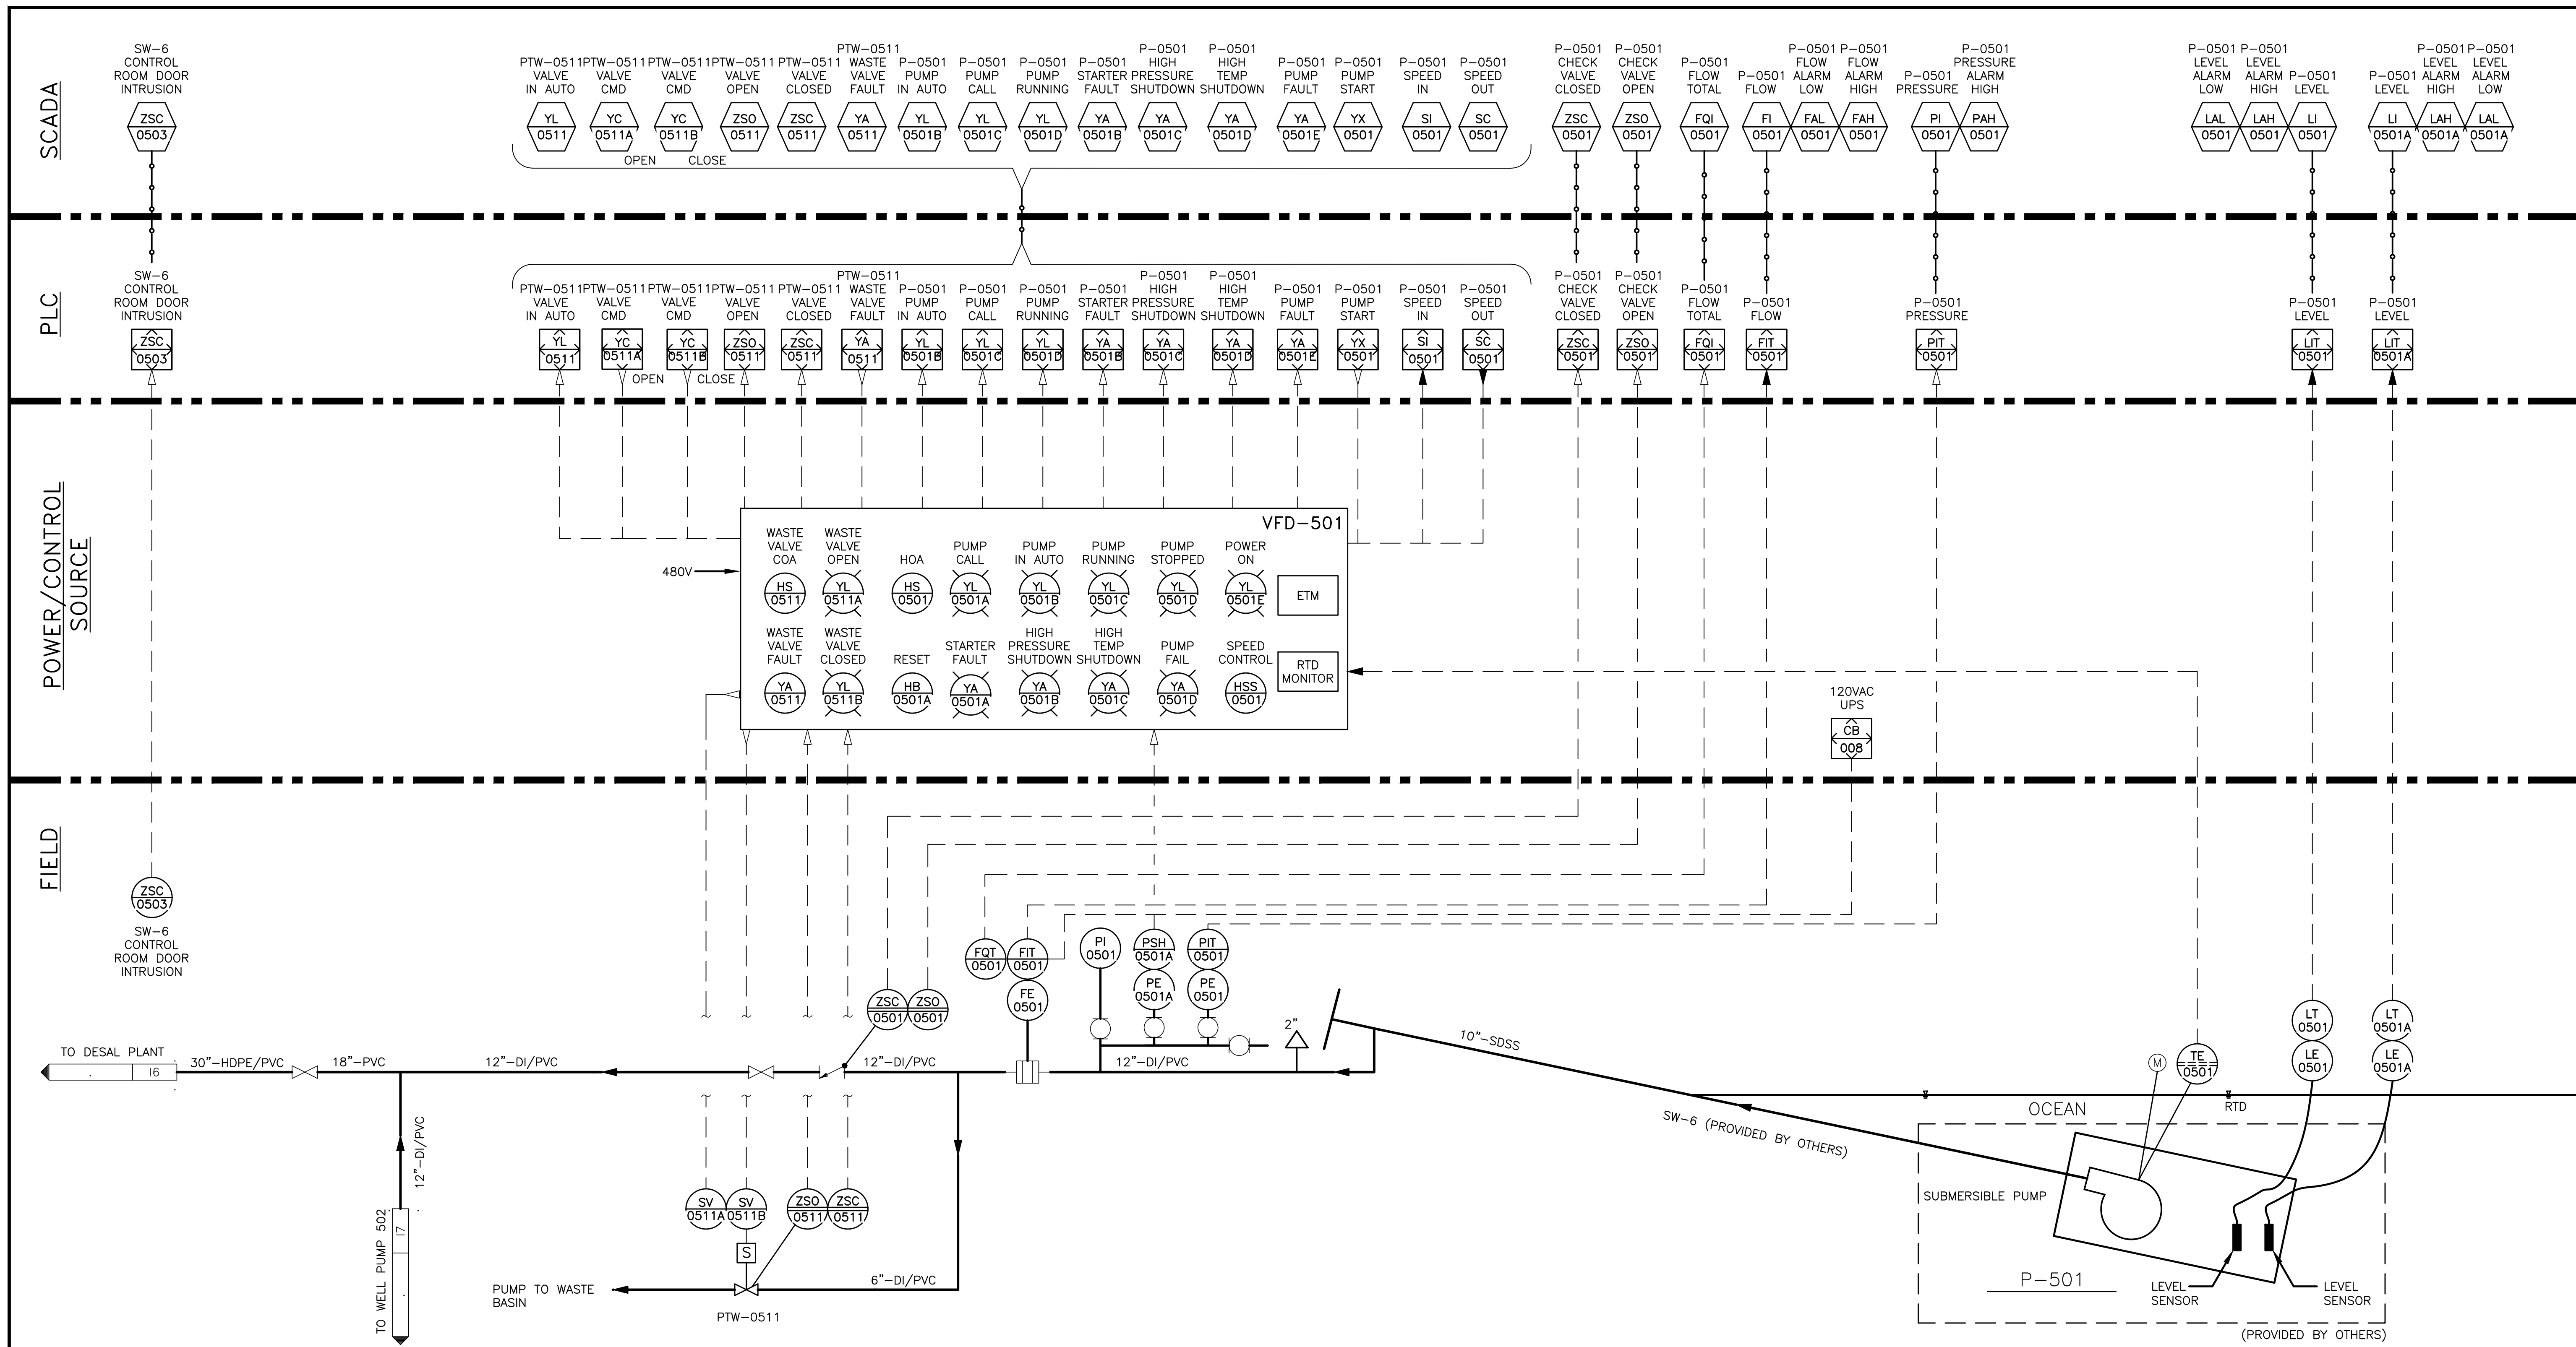 SCADA
SW-6
CONTROL
ROOM DOOR
INTRUSION
ZSC
0503
PTW-0511
VALVE
IN AUTO
YL
0511
PTW-0511
VALVE
CMD
YC
0511A
OPEN
PTW-0511
VALVE
CMD
YC
0511B
CLOSE
PTW-0511
VALVE
OPEN
ZSO
0511
PTW-0511
VALVE
CLOSED
ZSC
0511
PTW-0511
WASTE
VALVE
FAULT
YA
0511
P-0501
PUMP
IN AUTO
YL
0501B
P-0501
PUMP
CALL
YL
0501C
P-0501
PUMP
RUNNING
YL
0501D
P-0501
STARTER
FAULT
YA
0501B
P-0501
HIGH
PRESSURE
SHUTDOWN
YA
0501C
P-0501
HIGH
TEMP
SHUTDOWN
YA
0501D
P-0501
PUMP
FAULT
YA
0501E
P-0501
PUMP
START
YX
0501
P-0501
SPEED
IN
SI
0501
P-0501
SPEED
OUT
SC
0501
P-0501
CHECK
VALVE
CLOSED
ZSC
0501
P-0501
CHECK
VALVE
OPEN
ZSO
0501
P-0501
FLOW
TOTAL
FQI
0501
P-0501
FLOW
FI
0501
P-0501
FLOW
ALARM
LOW
FAL
0501
P-0501
FLOW
ALARM
HIGH
FAH
0501
P-0501
PRESSURE
PI
0501
P-0501
PRESSURE
ALARM
HIGH
PAH
0501
P-0501
LEVEL
ALARM
LOW
LAL
0501
P-0501
LEVEL
ALARM
HIGH
LAH
0501
P-0501
LEVEL
LI
0501
P-0501
LEVEL
LI
0501A
P-0501
LEVEL
ALARM
HIGH
LAH
0501A
P-0501
LEVEL
ALARM
LOW
LAL
0501A
PLC
SW-6
CONTROL
ROOM DOOR
INTRUSION
ZSC
0503
PTW-0511
VALVE
IN AUTO
YL
0511
PTW-0511
VALVE
CMD
YC
0511A
OPEN
PTW-0511
VALVE
CMD
YC
0511B
CLOSE
PTW-0511
VALVE
OPEN
ZSO
0511
PTW-0511
VALVE
CLOSED
ZSC
0511
PTW-0511
WASTE
VALVE
FAULT
YA
0511
P-0501
PUMP
IN AUTO
YL
0501B
P-0501
PUMP
CALL
YL
0501C
P-0501
PUMP
RUNNING
YL
0501D
P-0501
STARTER
FAULT
YA
0501B
P-0501
HIGH
PRESSURE
SHUTDOWN
YA
0501C
P-0501
HIGH
TEMP
SHUTDOWN
YA
0501D
P-0501
PUMP
FAULT
YA
0501E
P-0501
PUMP
START
YX
0501
P-0501
SPEED
IN
SI
0501
P-0501
SPEED
OUT
SC
0501
P-0501
CHECK
VALVE
CLOSED
ZSC
0501
P-0501
CHECK
VALVE
OPEN
ZSO
0501
P-0501
FLOW
TOTAL
FQI
0501
P-0501
FLOW
FIT
0501
P-0501
PRESSURE
PIT
0501
P-0501
LEVEL
LIT
0501
P-0501
LEVEL
LIT
0501A
POWER/CONTROL
SOURCE
VFD-501
480V
WASTE
VALVE
COA
HS
0511
WASTE
VALVE
OPEN
YL
0511A
HOA
HS
0501
PUMP
CALL
YL
0501A
PUMP
IN AUTO
YL
0501B
PUMP
RUNNING
YL
0501C
PUMP
STOPPED
YL
0501D
POWER
ON
YL
0501E
ETM
WASTE
VALVE
FAULT
YA
0511
WASTE
VALVE
CLOSED
YL
0511B
RESET
HB
0501A
STARTER
FAULT
YA
0501A
HIGH
PRESSURE
SHUTDOWN
YA
0501B
HIGH
TEMP
SHUTDOWN
YA
0501C
PUMP
FAIL
YA
0501D
SPEED
CONTROL
HSS
0501
RTD
MONITOR
120VAC
UPS
CB
008
FIELD
ZSC
0503
SW-6
CONTROL
ROOM DOOR
INTRUSION
FQT
0501
FIT
0501
FE
0501
PI
0501
PSH
0501A
PE
0501A
PIT
0501
PE
0501
ZSC
0501
ZSO
0501
2"
TO DESAL PLANT
16
30"-HDPE/PVC
18"-PVC
12"-DI/PVC
12"-DI/PVC
12"-DI/PVC
10"-SDSS
SW-6 (PROVIDED BY OTHERS)
12"-DI/PVC
TO WELL PUMP 502
17
SV
0511A
SV
0511B
ZSO
0511
ZSC
0511
S
6"-DI/PVC
PUMP TO WASTE
BASIN
PTW-0511
M
TE
0501
RTD
LT
0501
LE
0501
LT
0501A
LE
0501A
OCEAN
SUBMERSIBLE PUMP
P-501
LEVEL
SENSOR
LEVEL
SENSOR
(PROVIDED BY OTHERS)